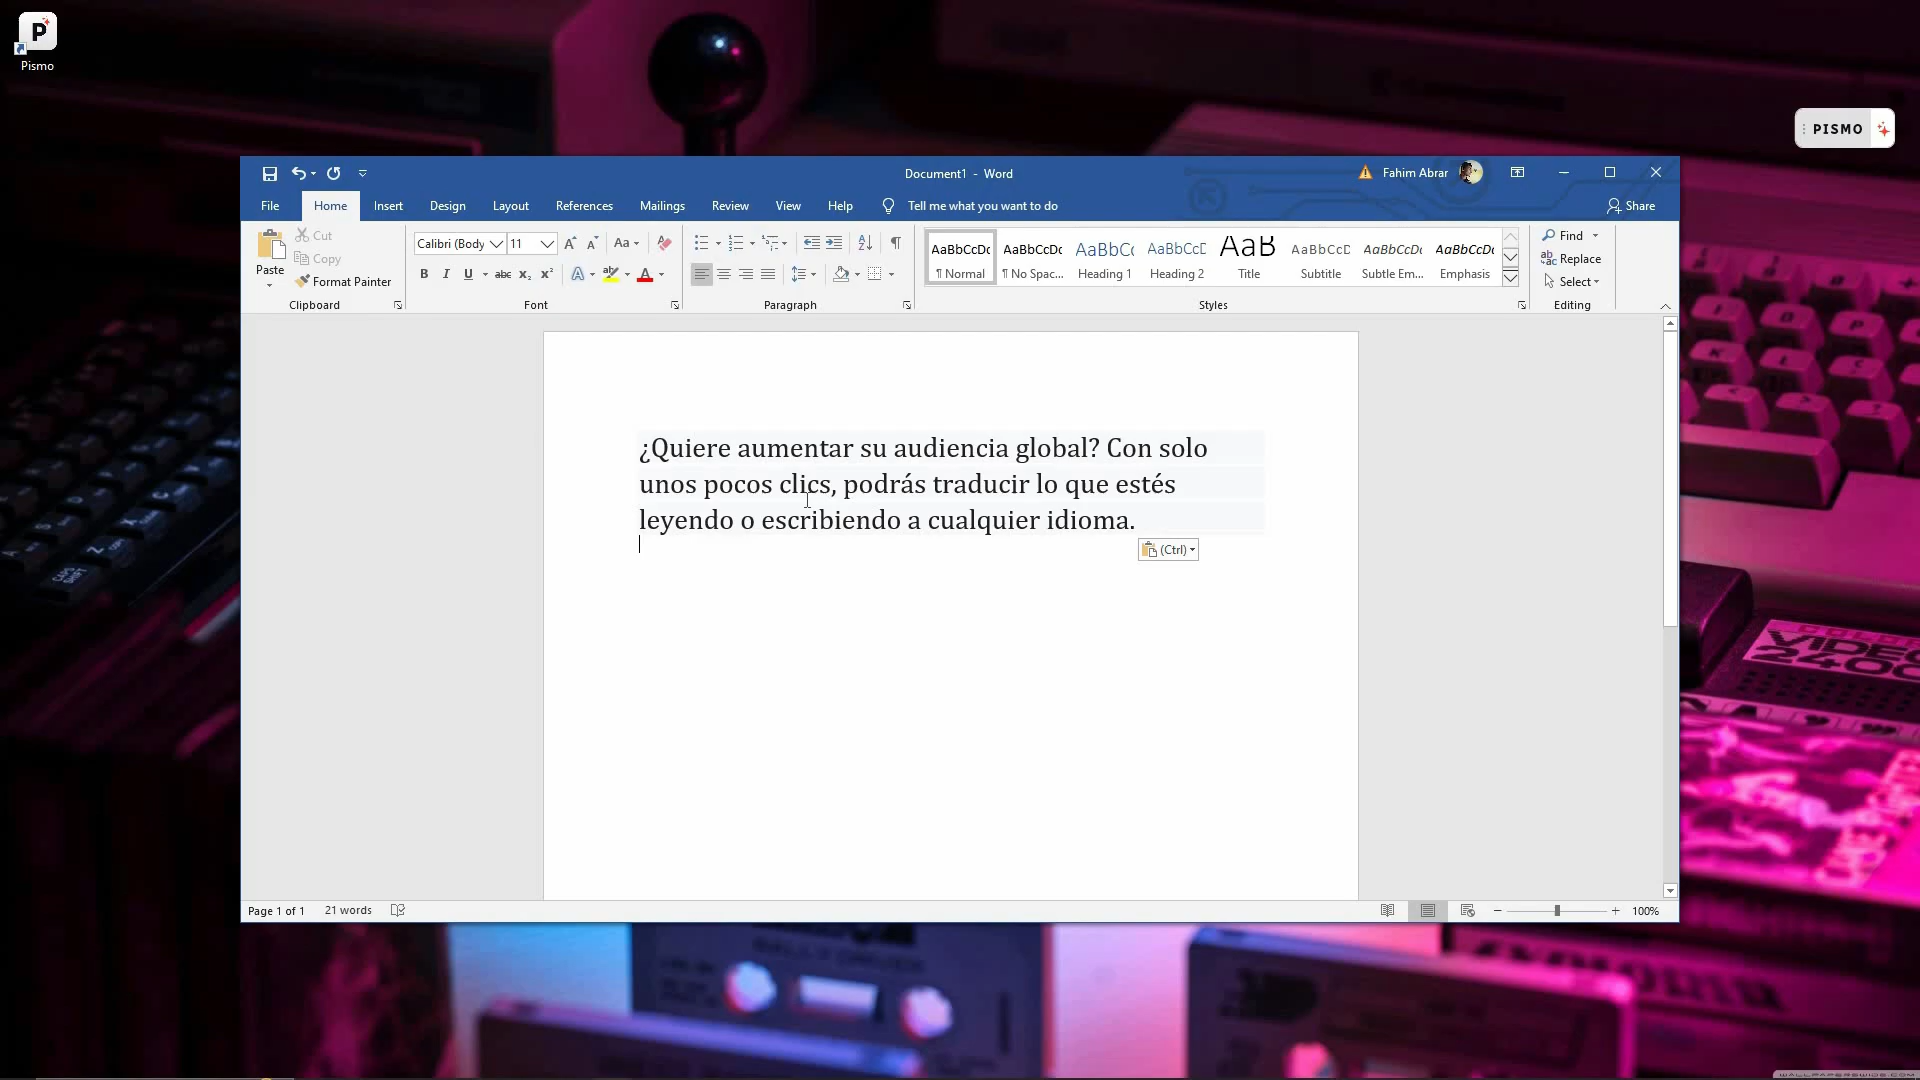 Pismo
PISMO
Document1 - Word
Fahim Abrar
File Home Insert Design Layout References Mailings Review View Help Tell me what you want to do Share
Paste
Cut
Copy
Format Painter
Clipboard
Calibri (Body 11
Font
Paragraph
AaBbCcDc AaBbCcDc AaBbCc AaBbCcD AaB AaBbCcD AaBbCcDc AaBbCcDc
¶ Normal ¶ No Spac... Heading 1 Heading 2 Title Subtitle Subtle Em... Emphasis
Styles
Find
Replace
Select
Editing
¿Quiere aumentar su audiencia global? Con solo
unos pocos clics, podrás traducir lo que estés
leyendo o escribiendo a cualquier idioma.
(Ctrl)
Page 1 of 1 21 words 100%
CAPS
VIDEO
2400